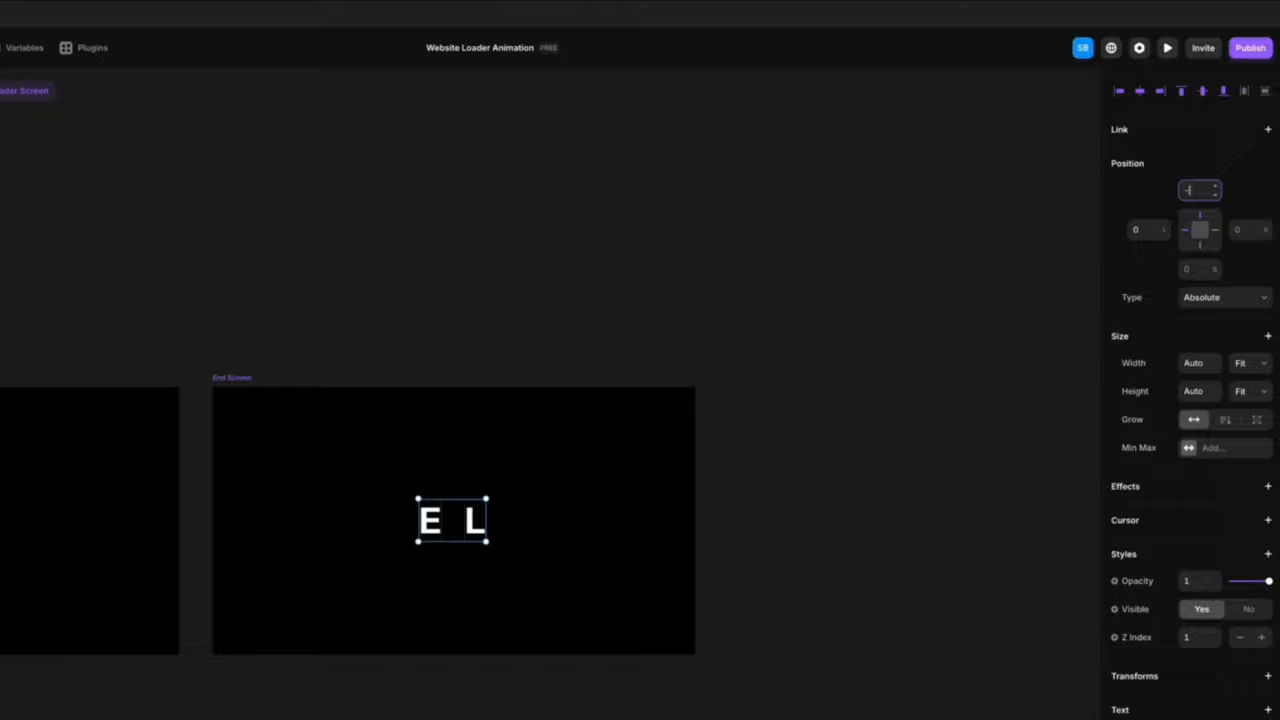 Variables Plugins Website Loader Animation FREE SB Invite Publish
ader Screen
Link
Position
-
0 L 0 R
0 B
Type Absolute
Size
Width Auto Fit
Height Auto Fit
End Screen
Grow
Min Max Add...
Effects
E L
Cursor
Styles
Opacity 1
Visible Yes No
Z Index 1
Transforms
Text